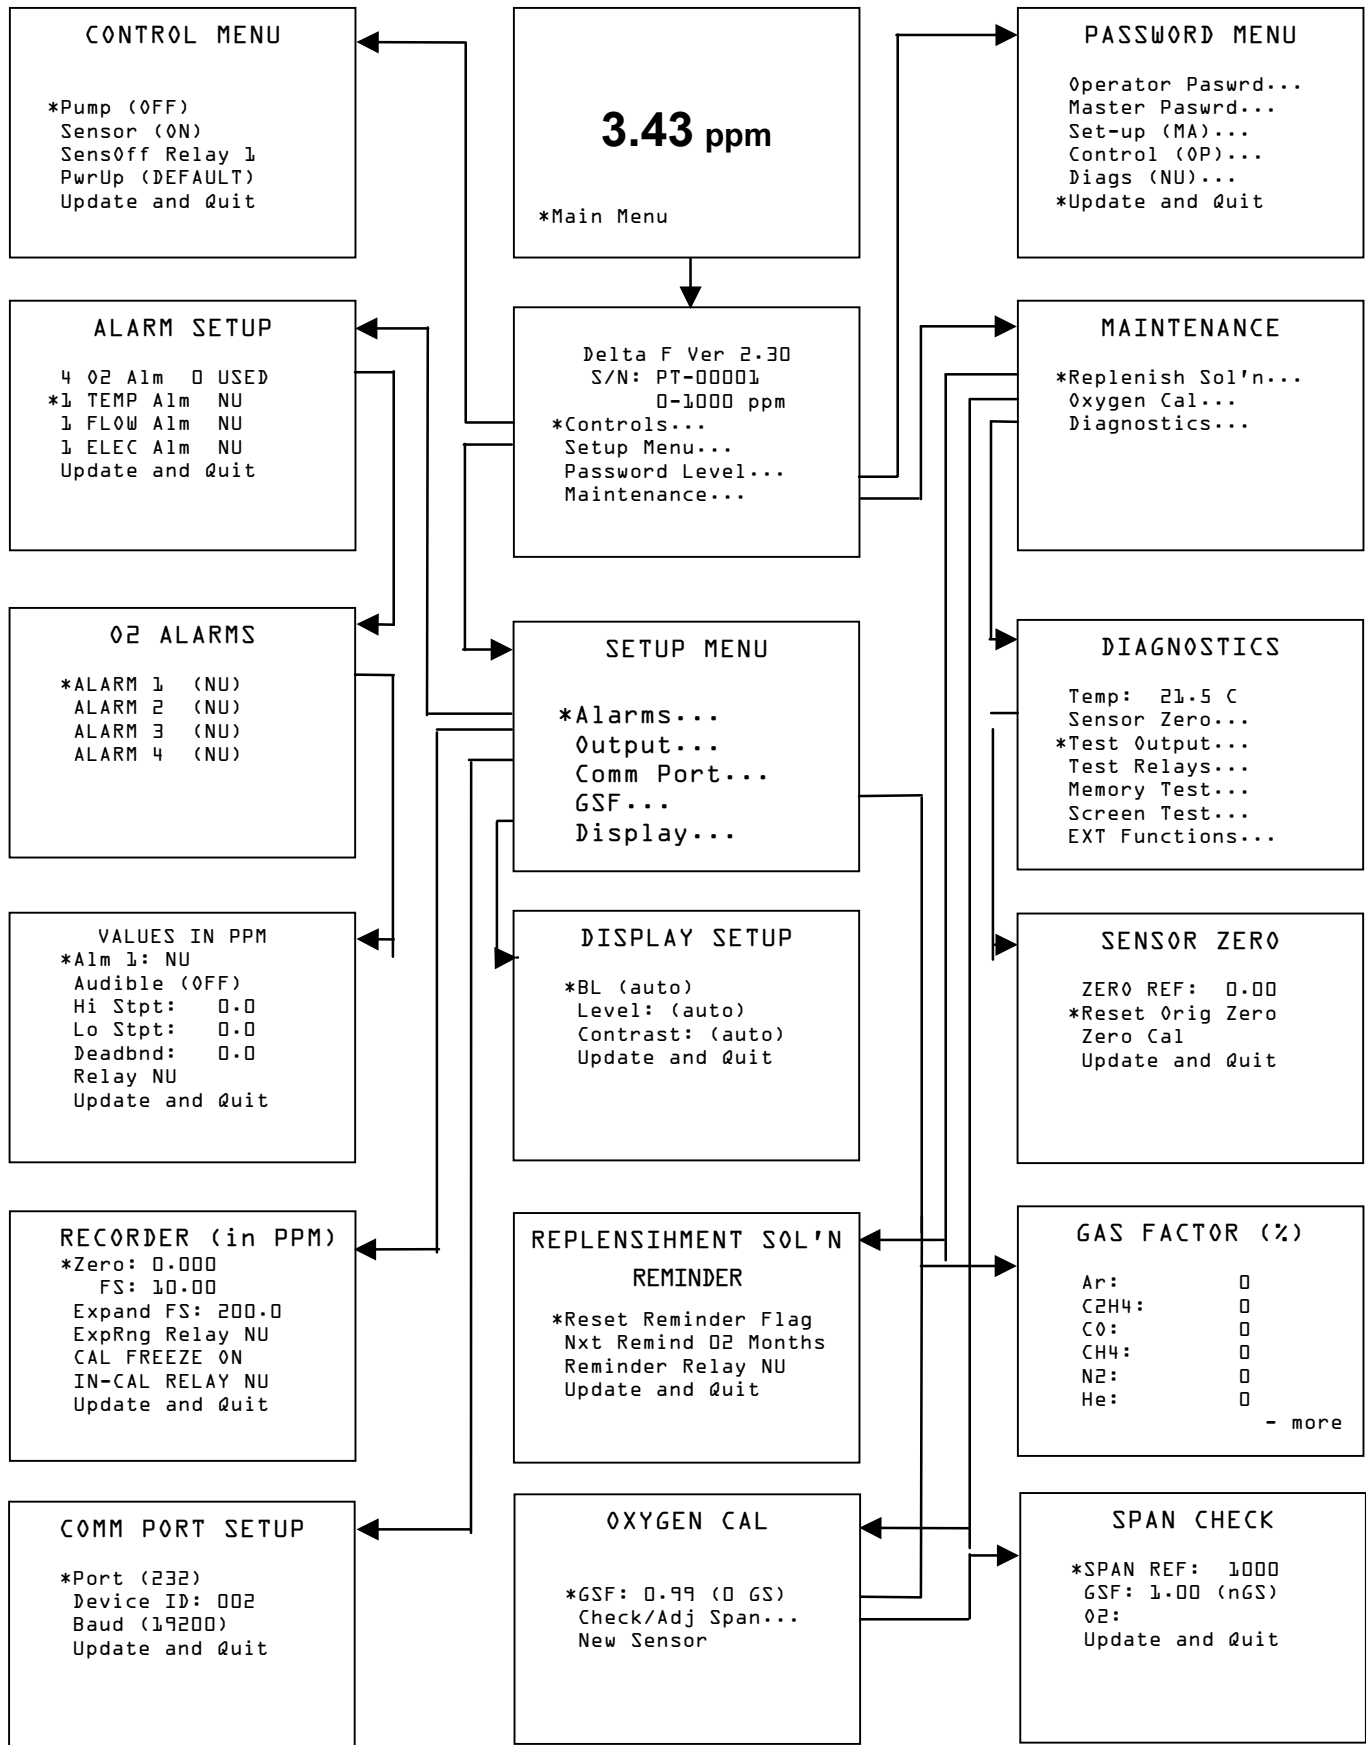 CONTROL MENU
*Pump (OFF)
Sensor (ON)
SensOff Relay 1
PwrUp (DEFAULT)
Update and Quit
3.43 ppm
*Main Menu
PASSWORD MENU
Operator Paswrd...
Master Paswrd...
Set-up (MA)...
Control (OP)...
Diags (NU)...
*Update and Quit
ALARM SETUP
4 O2 Alm 0 USED
*1 TEMP Alm NU
1 FLOW Alm NU
1 ELEC Alm NU
Update and Quit
Delta F Ver 2.30
S/N: PT-00001
0-1000 ppm
*Controls...
Setup Menu...
Password Level...
Maintenance...
MAINTENANCE
*Replenish Sol'n...
Oxygen Cal...
Diagnostics...
O2 ALARMS
*ALARM 1 (NU)
ALARM 2 (NU)
ALARM 3 (NU)
ALARM 4 (NU)
SETUP MENU
*Alarms...
Output...
Comm Port...
GSF...
Display...
DIAGNOSTICS
Temp: 21.5 C
Sensor Zero...
*Test Output...
Test Relays...
Memory Test...
Screen Test...
EXT Functions...
VALUES IN PPM
*Alm 1: NU
Audible (OFF)
Hi Stpt: 0.0
Lo Stpt: 0.0
Deadbnd: 0.0
Relay NU
Update and Quit
DISPLAY SETUP
*BL (auto)
Level: (auto)
Contrast: (auto)
Update and Quit
SENSOR ZERO
ZERO REF: 0.00
*Reset Orig Zero
Zero Cal
Update and Quit
RECORDER (in PPM)
*Zero: 0.000
FS: 10.00
Expand FS: 200.0
ExpRng Relay NU
CAL FREEZE ON
IN-CAL RELAY NU
Update and Quit
REPLENSIHMENT SOL'N
REMINDER
*Reset Reminder Flag
Nxt Remind 02 Months
Reminder Relay NU
Update and Quit
GAS FACTOR (%)
Ar: 0
C2H4: 0
CO: 0
CH4: 0
N2: 0
He: 0
- more
COMM PORT SETUP
*Port (232)
Device ID: 002
Baud (19200)
Update and Quit
OXYGEN CAL
*GSF: 0.99 (0 GS)
Check/Adj Span...
New Sensor
SPAN CHECK
*SPAN REF: 1000
GSF: 1.00 (nGS)
O2:
Update and Quit